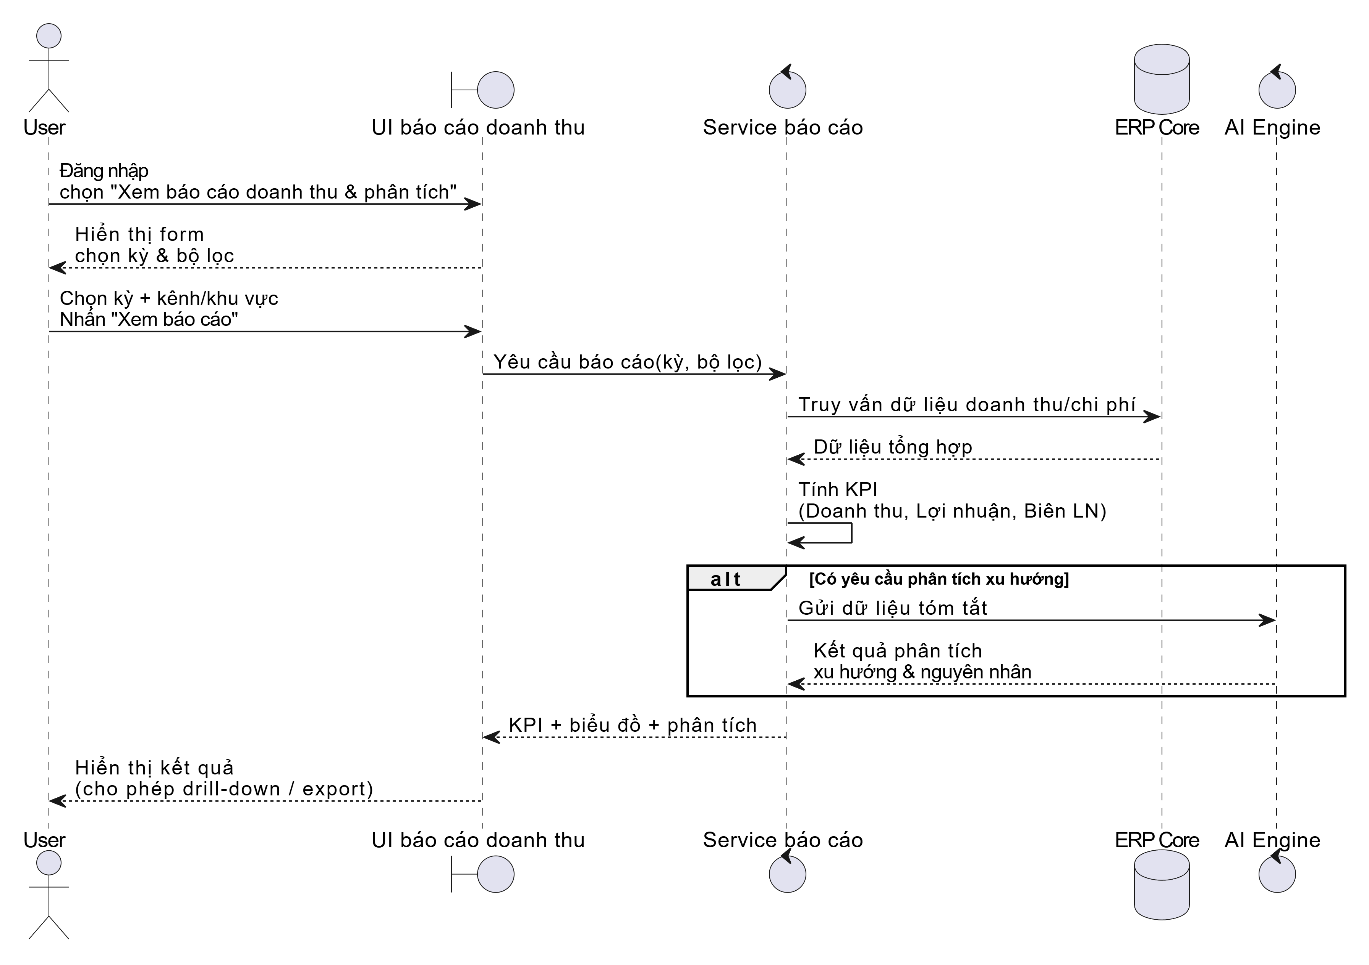 User
UI báo cáo doanh thu
Service báo cáo
ERP Core
AI Engine
Đăng nhập
chọn "Xem báo cáo doanh thu & phân tích"
Hiển thị form
chọn kỳ & bộ lọc
Chọn kỳ + kênh/khu vực
Nhấn "Xem báo cáo"
Yêu cầu báo cáo(kỳ, bộ lọc)
Truy vấn dữ liệu doanh thu/chi phí
Dữ liệu tổng hợp
Tính KPI
(Doanh thu, Lợi nhuận, Biên LN)
alt
[Có yêu cầu phân tích xu hướng]
Gửi dữ liệu tóm tắt
Kết quả phân tích
xu hướng & nguyên nhân
KPI + biểu đồ + phân tích
Hiển thị kết quả
(cho phép drill-down / export)
User
UI báo cáo doanh thu
Service báo cáo
ERP Core
AI Engine